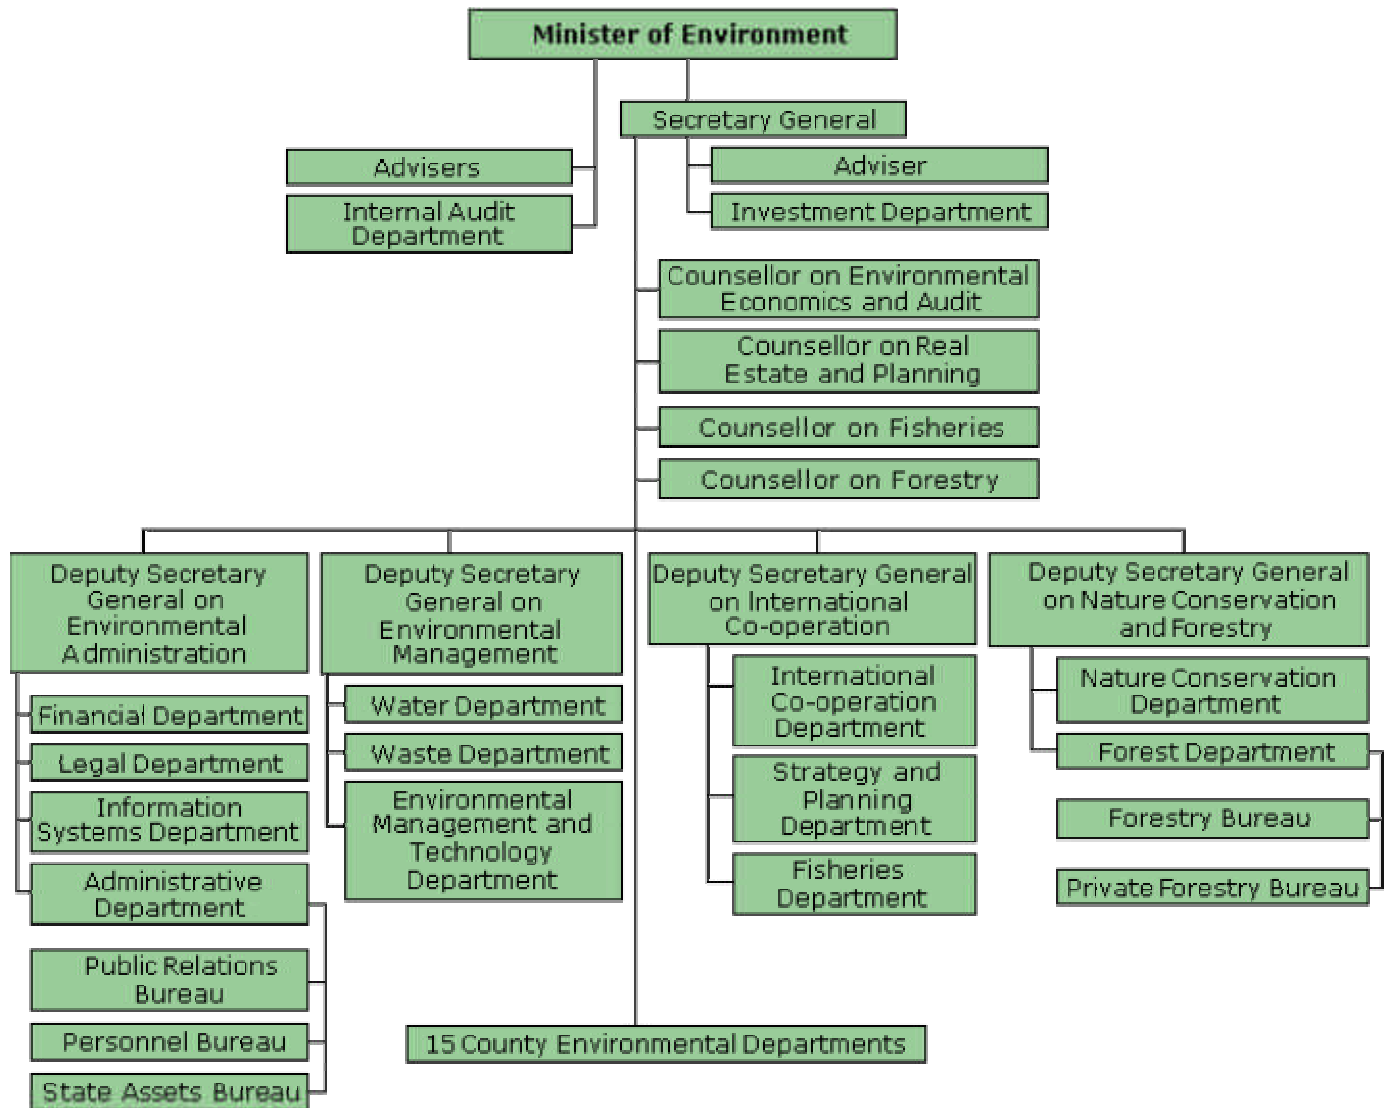 Minister of Environment
Secretary General
Advisers
Adviser
Internal Audit
Department
Investment Department
Counsellor on Environmental
Economics and Audit
Counsellor on Real
Estate and Planning
Counsellor on Fisheries
Counsellor on Forestry
Deputy Secretary
General on
Environmental
Administration
Financial Department
Legal Department
Information
Systems Department
Administrative
Department
Public Relations
Bureau
Personnel Bureau
State Assets Bureau
Deputy Secretary
General on
Environmental
Management
Water Department
Waste Department
Environmental
Management and
Technology
Department
Deputy Secretary General
on International
Co-operation
International
Co-operation
Department
Strategy and
Planning
Department
Fisheries
Department
Deputy Secretary General
on Nature Conservation
and Forestry
Nature Conservation
Department
Forest Department
Forestry Bureau
Private Forestry Bureau
15 County Environmental Departments